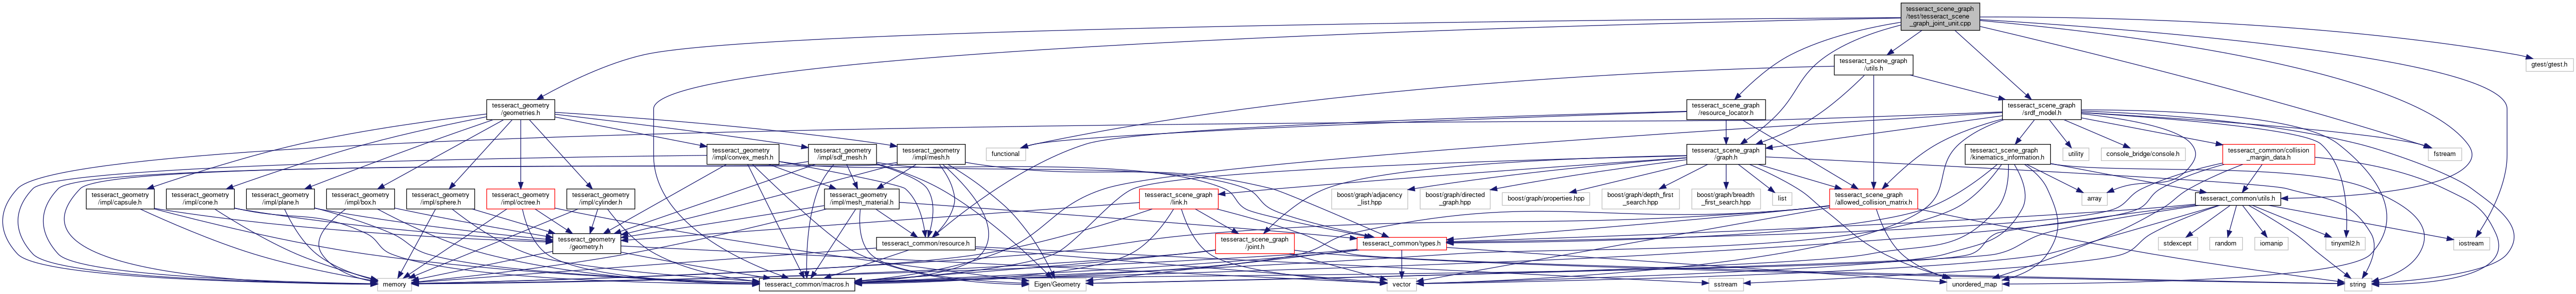 tesseract_scene_graph
/test/tesseract_scene
_graph_joint_unit.cpp
tesseract_scene_graph
/utils.h
gtest/gtest.h
tesseract_geometry
/geometries.h
tesseract_scene_graph
/resource_locator.h
tesseract_scene_graph
/srdf_model.h
tesseract_geometry
/impl/convex_mesh.h
tesseract_geometry
/impl/sdf_mesh.h
tesseract_geometry
/impl/mesh.h
functional
tesseract_scene_graph
/graph.h
tesseract_scene_graph
/kinematics_information.h
utility
console_bridge/console.h
tesseract_common/collision
_margin_data.h
fstream
tesseract_geometry
/impl/capsule.h
tesseract_geometry
/impl/cone.h
tesseract_geometry
/impl/plane.h
tesseract_geometry
/impl/box.h
tesseract_geometry
/impl/sphere.h
tesseract_geometry
/impl/octree.h
tesseract_geometry
/impl/cylinder.h
tesseract_geometry
/impl/mesh_material.h
tesseract_scene_graph
/link.h
boost/graph/adjacency
_list.hpp
boost/graph/directed
_graph.hpp
boost/graph/properties.hpp
boost/graph/depth_first
_search.hpp
boost/graph/breadth
_first_search.hpp
list
tesseract_scene_graph
/allowed_collision_matrix.h
array
tesseract_common/utils.h
tesseract_geometry
/geometry.h
tesseract_common/resource.h
tesseract_scene_graph
/joint.h
tesseract_common/types.h
stdexcept
random
iomanip
tinyxml2.h
iostream
memory
tesseract_common/macros.h
Eigen/Geometry
vector
sstream
unordered_map
string